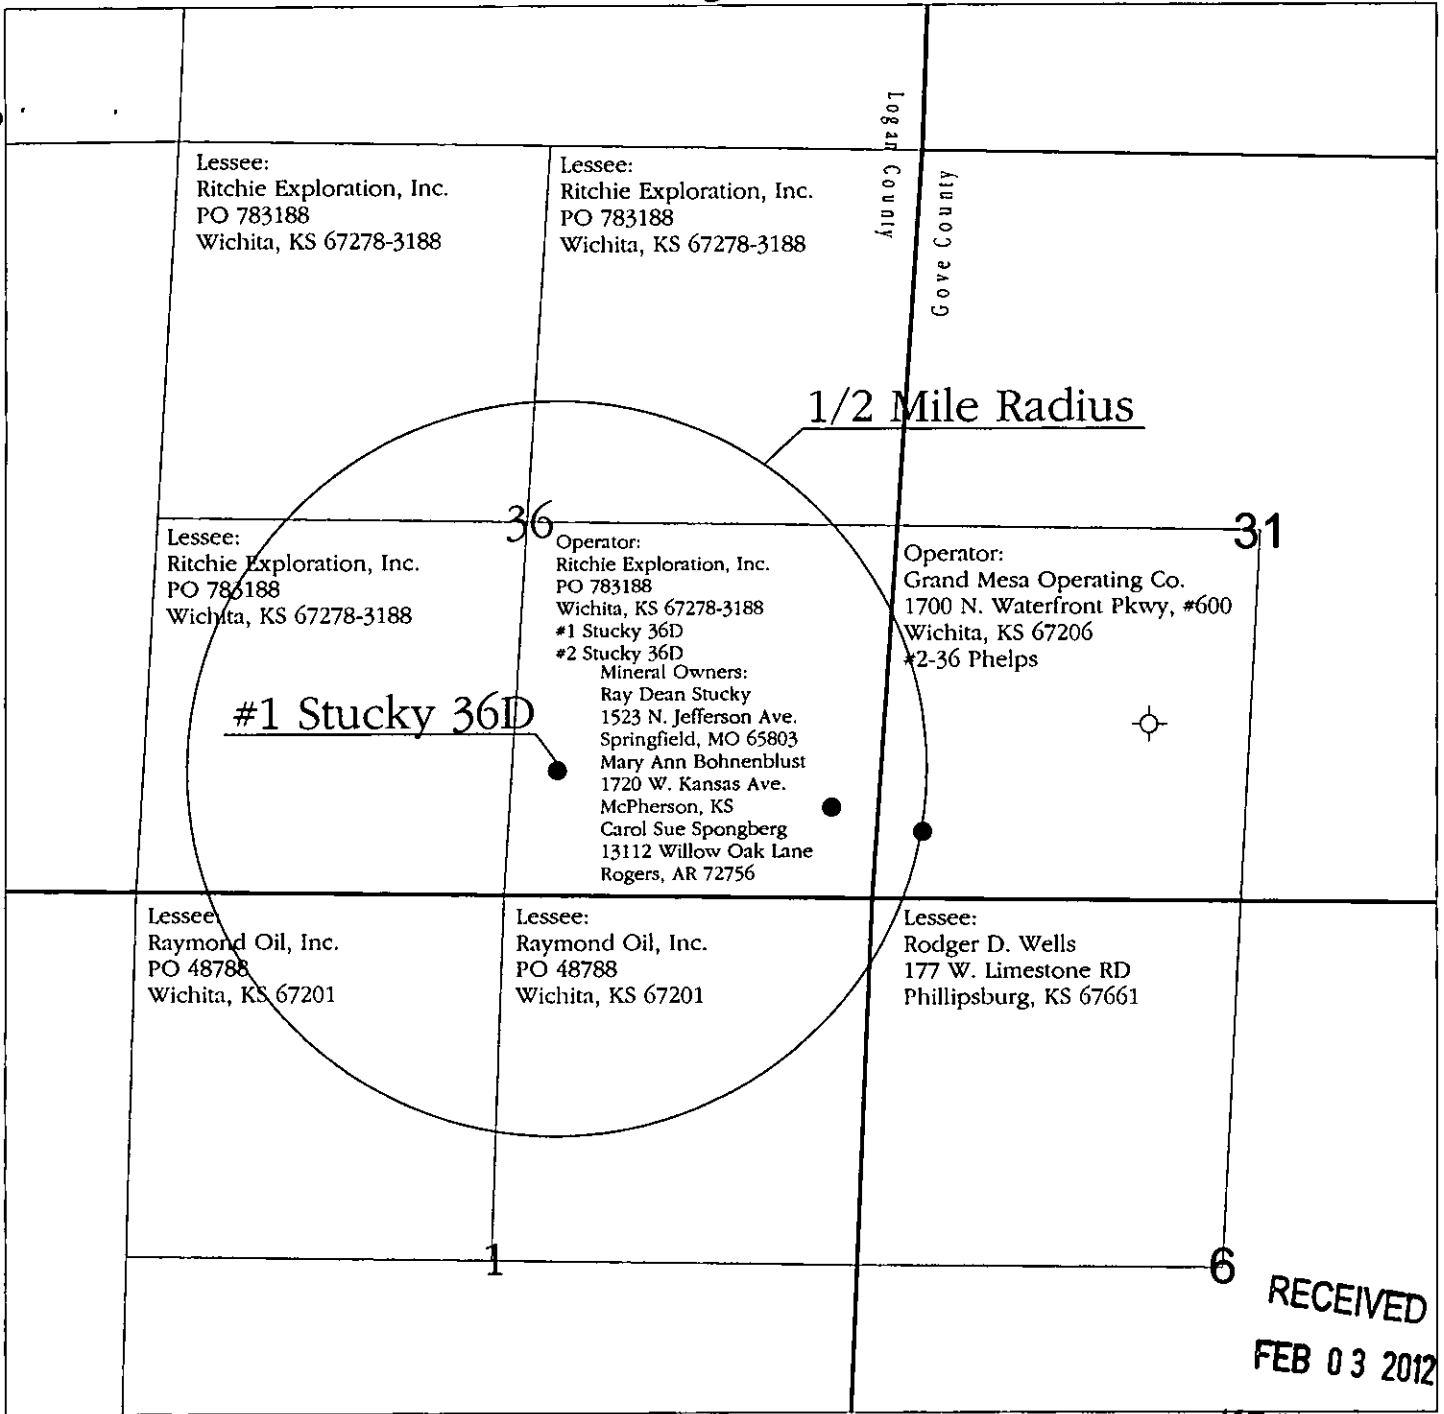 Logan County
Gove County
Lessee:
Ritchie Exploration, Inc.
PO 783188
Wichita, KS 67278-3188
Lessee:
Ritchie Exploration, Inc.
PO 783188
Wichita, KS 67278-3188
1/2 Mile Radius
36
31
Lessee:
Ritchie Exploration, Inc.
PO 783188
Wichita, KS 67278-3188
Operator:
Ritchie Exploration, Inc.
PO 783188
Wichita, KS 67278-3188
#1 Stucky 36D
#2 Stucky 36D
Mineral Owners:
Ray Dean Stucky
1523 N. Jefferson Ave.
Springfield, MO 65803
Mary Ann Bohnenblust
1720 W. Kansas Ave.
McPherson, KS
Carol Sue Spongberg
13112 Willow Oak Lane
Rogers, AR 72756
Operator:
Grand Mesa Operating Co.
1700 N. Waterfront Pkwy, #600
Wichita, KS 67206
#2-36 Phelps
#1 Stucky 36D
Lessee:
Raymond Oil, Inc.
PO 48788
Wichita, KS 67201
Lessee:
Raymond Oil, Inc.
PO 48788
Wichita, KS 67201
Lessee:
Rodger D. Wells
177 W. Limestone RD
Phillipsburg, KS 67661
1
6
RECEIVED
FEB 03 2012